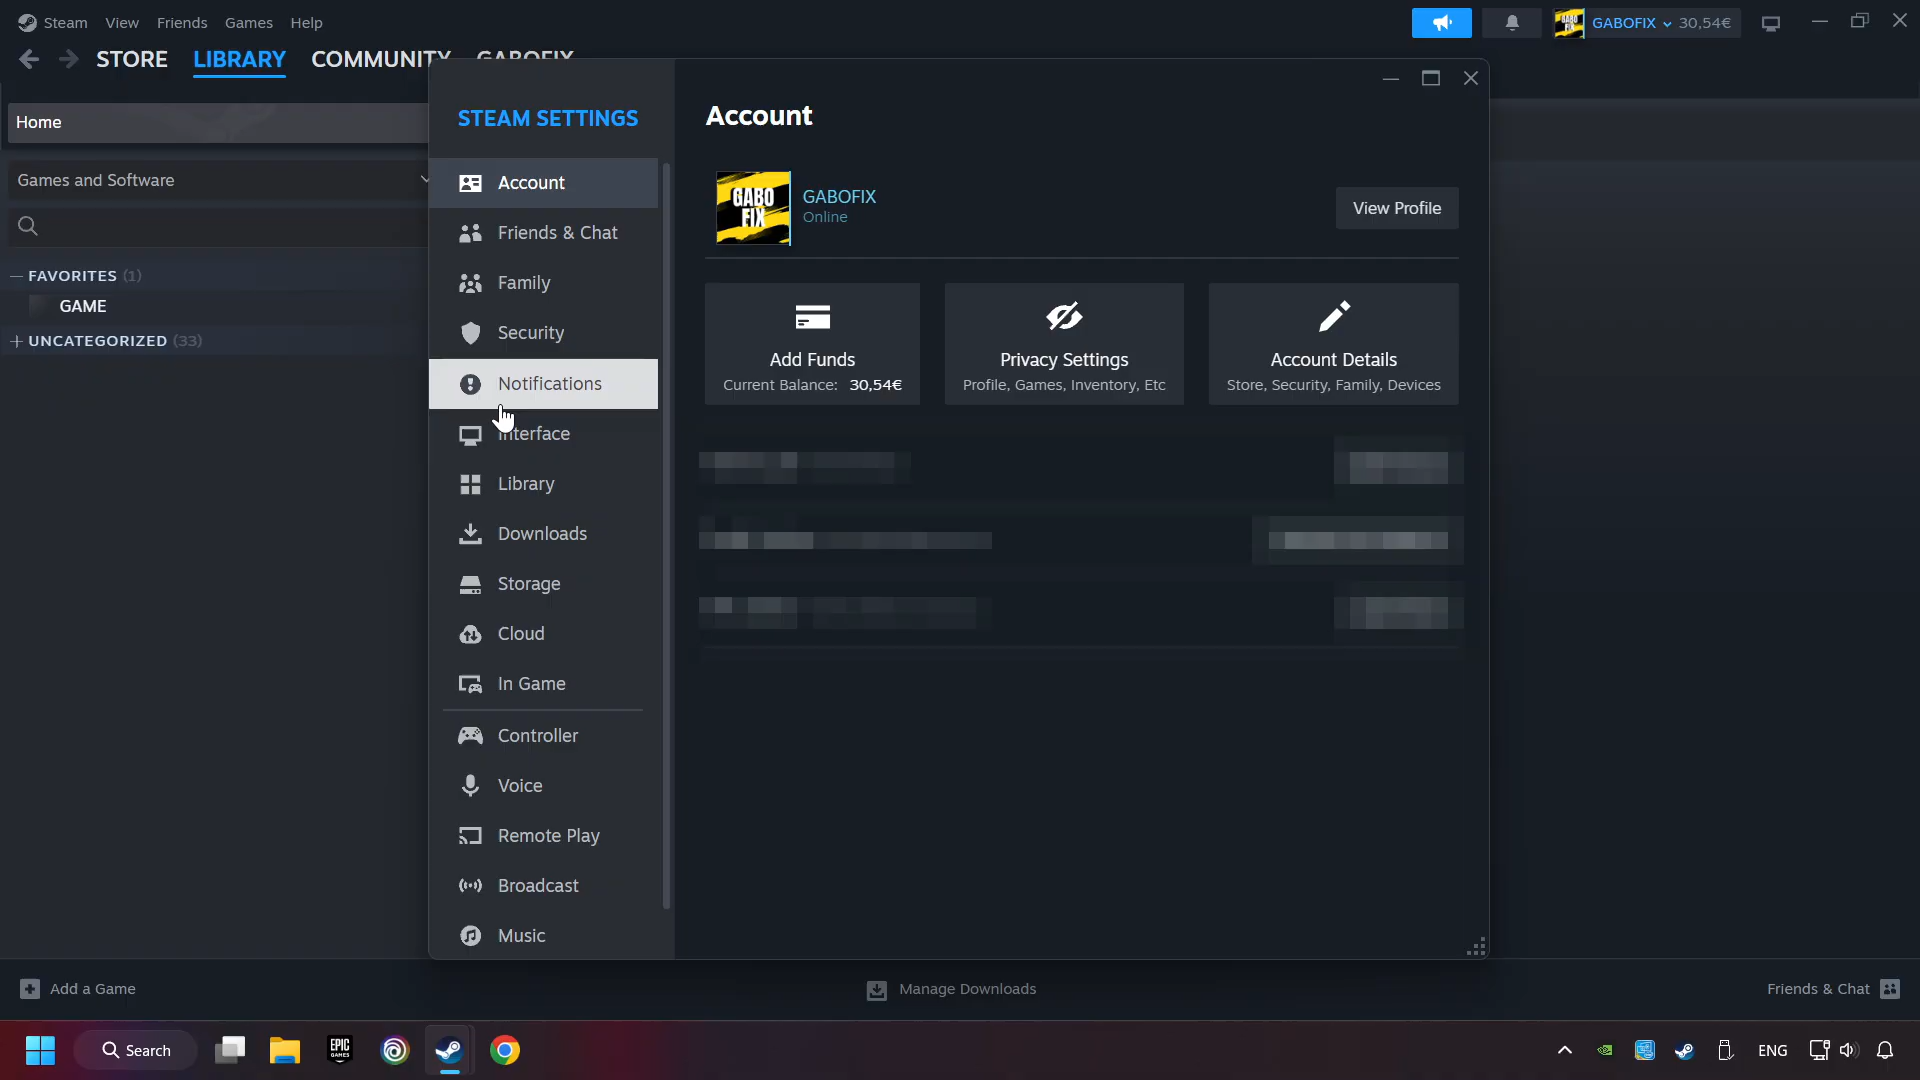 Steam View Friends Games Help
GABOFIX 30,54€
STORE LIBRARY COMMUNITY GABOFIX
Home
Games and Software
FAVORITES (1)
GAME
UNCATEGORIZED (33)
STEAM SETTINGS
Account
Friends & Chat
Family
Security
Notifications
Interface
Library
Downloads
Storage
Cloud
In Game
Controller
Voice
Remote Play
Broadcast
Music
Account
GABO
FIX
GABOFIX
Online
View Profile
Add Funds
Current Balance: 30,54€
Privacy Settings
Profile, Games, Inventory, Etc
Account Details
Store, Security, Family, Devices
Add a Game
Manage Downloads
Friends & Chat
Search
EPIC
GAMES
ENG